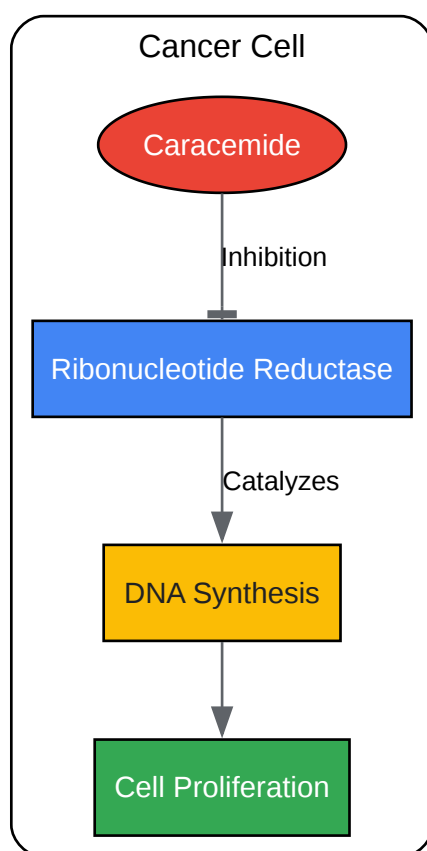 Cancer Cell
Caracemide
Inhibition
Ribonucleotide Reductase
Catalyzes
DNA Synthesis
Cell Proliferation